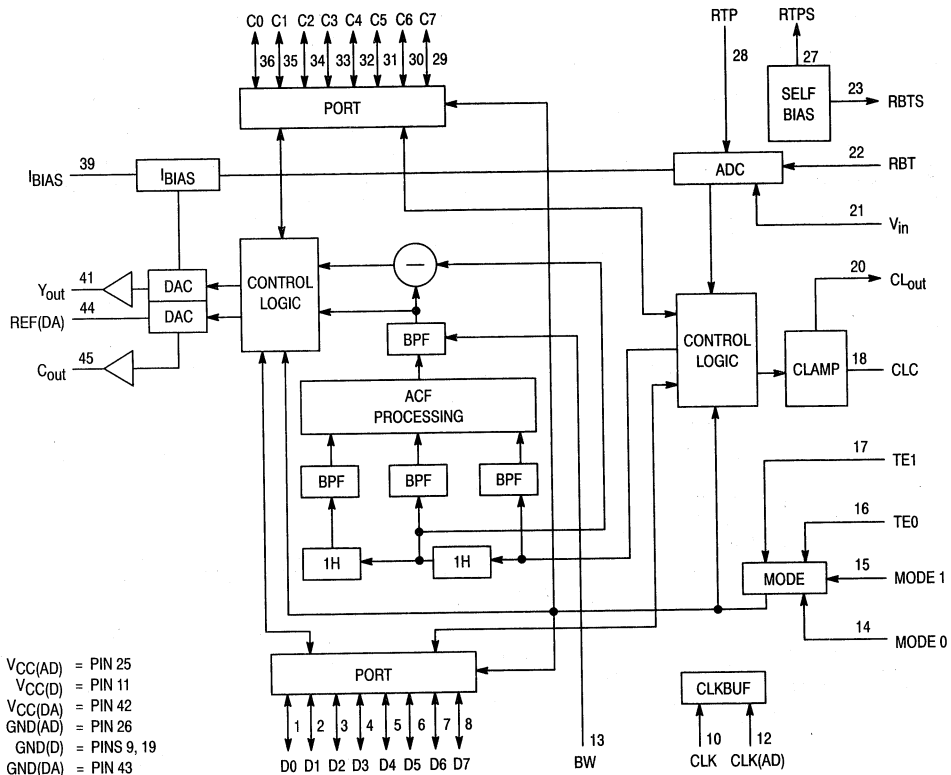 C0 C1 C2 C3 C4 C5 C6 C7
RTP
RTPS
36 35 34 33 32 31 30 29
28
27
PORT
SELF
BIAS
23
RBTS
39
IBIAS
IBIAS
ADC
22
RBT
21
Vin
41
Yout
DAC
CONTROL
LOGIC
—
20
CLout
44
REF(DA)
DAC
BPF
CONTROL
LOGIC
CLAMP
18
CLC
45
Cout
ACF
PROCESSING
17
TE1
BPF
BPF
BPF
16
TE0
1H
1H
MODE
15
MODE 1
14
MODE 0
PORT
CLKBUF
VCC(AD) = PIN 25
VCC(D) = PIN 11
VCC(DA) = PIN 42
GND(AD) = PIN 26
GND(D) = PINS 9, 19
GND(DA) = PIN 43
1 2 3 4 5 6 7 8
13
10
12
D0 D1 D2 D3 D4 D5 D6 D7
BW
CLK
CLK(AD)